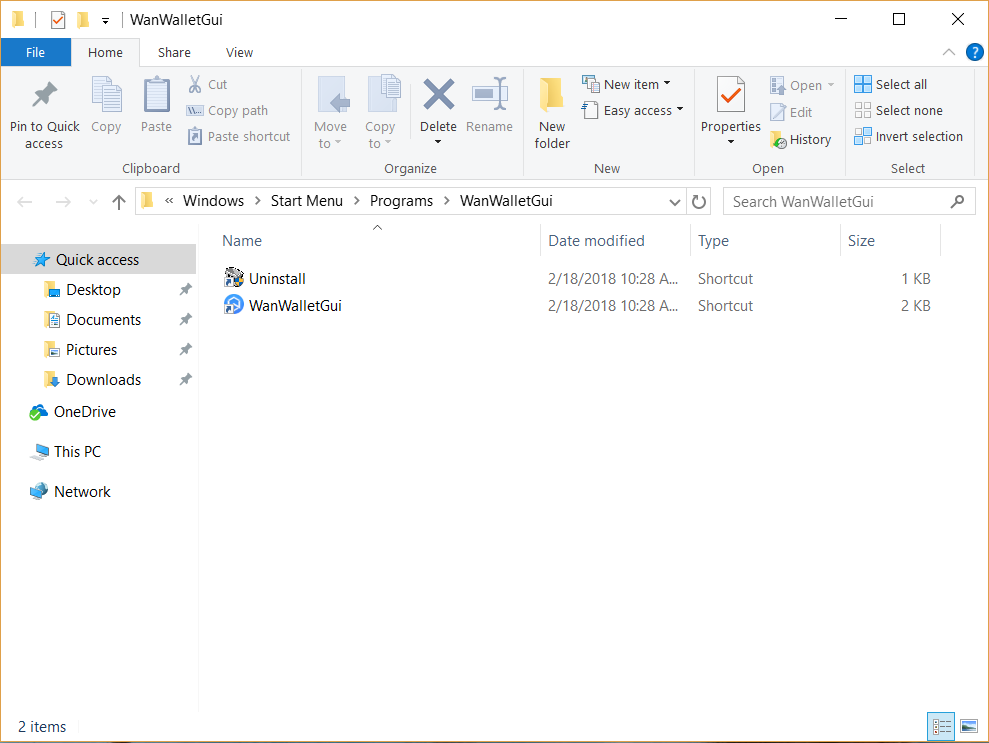 WanWalletGui
File Home Share View
Pin to Quick access
Copy
Paste
Cut
Copy path
Paste shortcut
Clipboard
Move to
Copy to
Delete
Rename
Organize
New folder
New item
Easy access
New
Properties
Open
Edit
History
Open
Select all
Select none
Invert selection
Select
« Windows > Start Menu > Programs > WanWalletGui
Search WanWalletGui
Name Date modified Type Size
Uninstall 2/18/2018 10:28 A... Shortcut 1 KB
WanWalletGui 2/18/2018 10:28 A... Shortcut 2 KB
Quick access
Desktop
Documents
Pictures
Downloads
OneDrive
This PC
Network
2 items